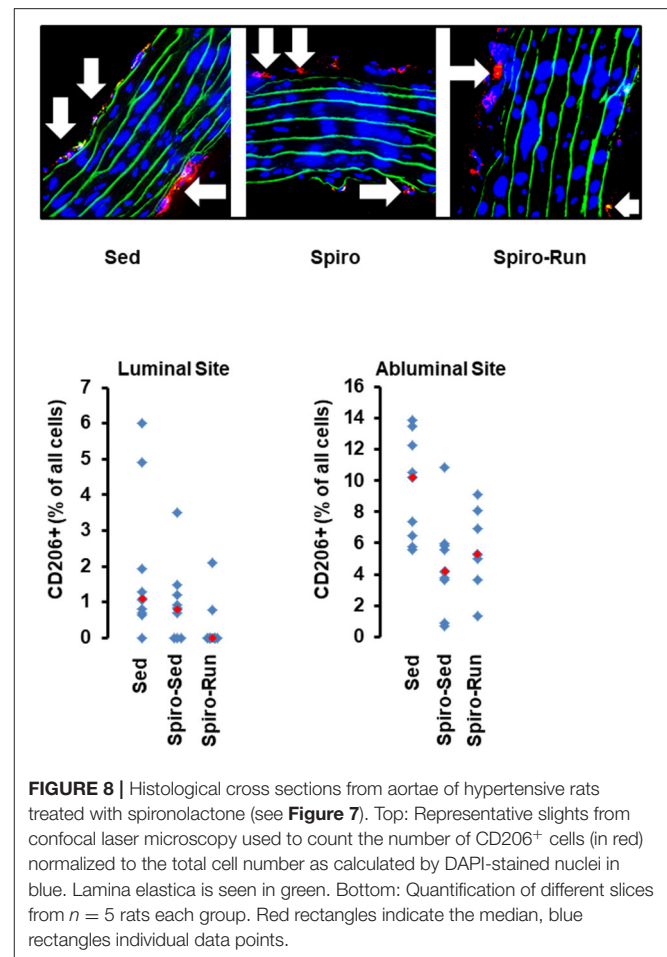 Sed Spiro Spiro-Run
Luminal Site
7
6
5
4
3
2
1
0
CD206+ (% of all cells)
Sed
Spiro-Sed
Spiro-Run
Abluminal Site
16
14
12
10
8
6
4
2
0
CD206+ (% of all cells)
Sed
Spiro-Sed
Spiro-Run
FIGURE 8 | Histological cross sections from aortae of hypertensive rats
treated with spironolactone (see Figure 7). Top: Representative slights from
confocal laser microscopy used to count the number of CD206⁺ cells (in red)
normalized to the total cell number as calculated by DAPI-stained nuclei in
blue. Lamina elastica is seen in green. Bottom: Quantification of different slices
from n = 5 rats each group. Red rectangles indicate the median, blue
rectangles individual data points.